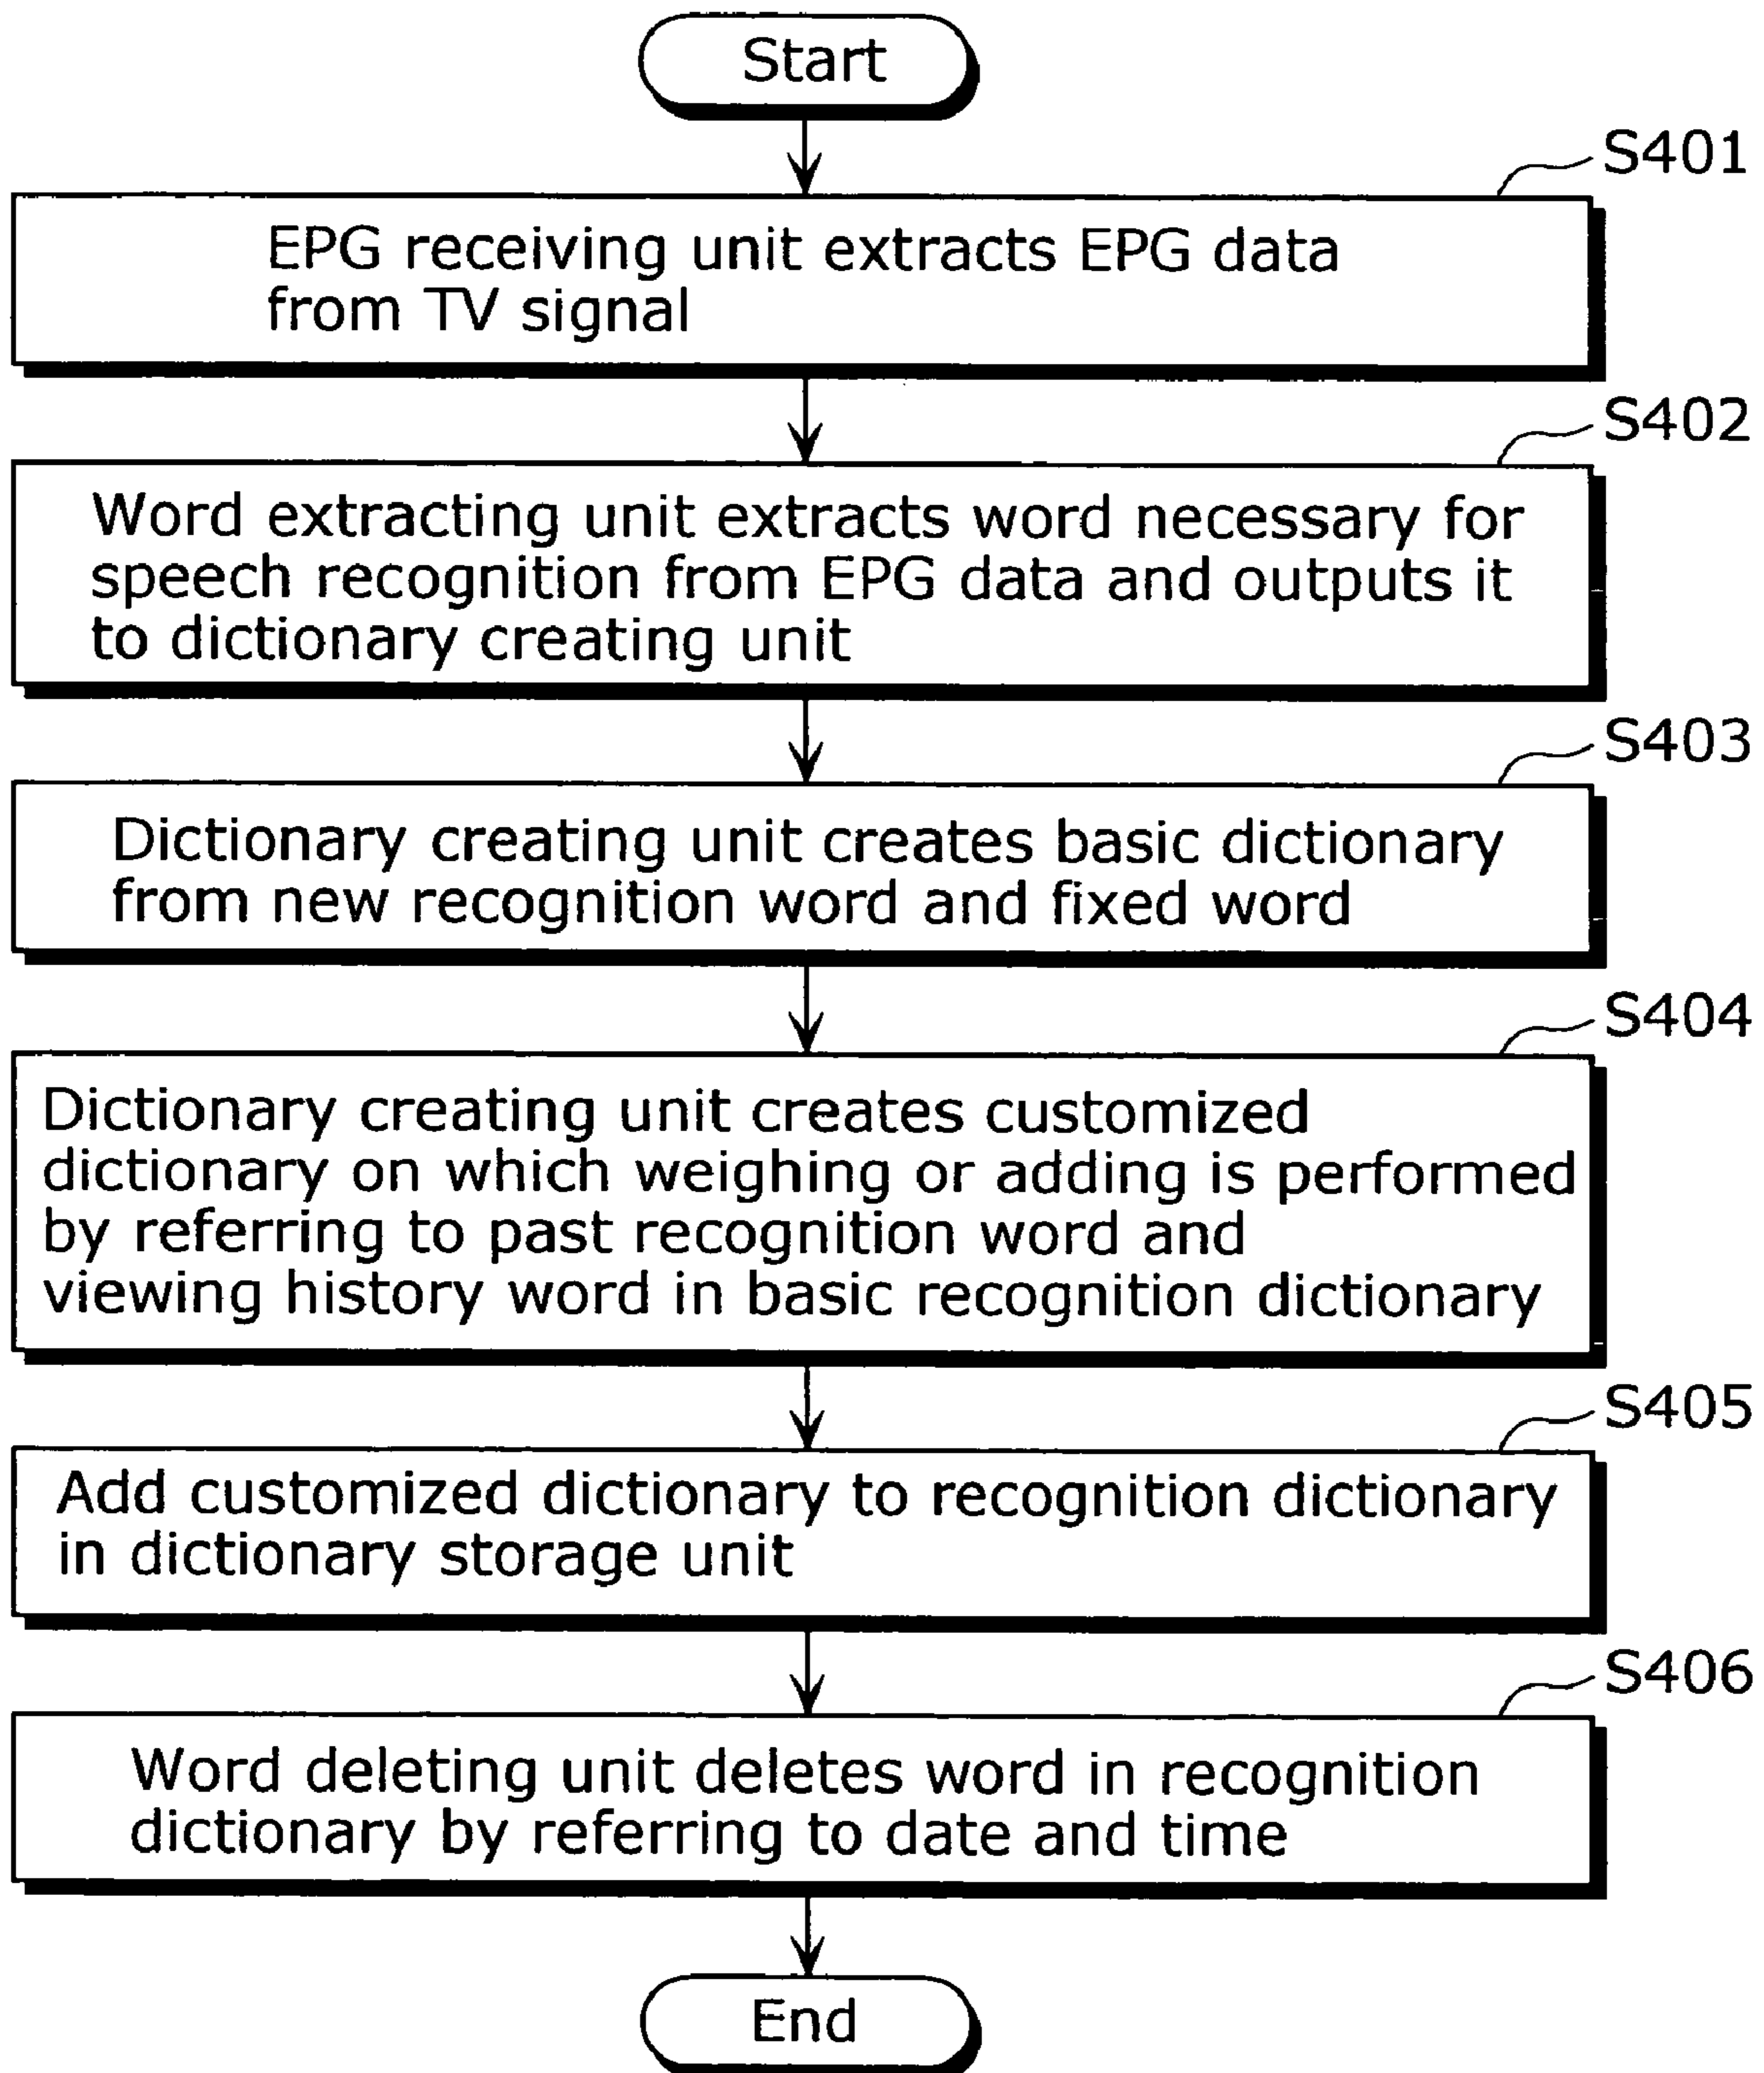 Start
S401
EPG receiving unit extracts EPG data
from TV signal
S402
Word extracting unit extracts word necessary for
speech recognition from EPG data and outputs it
to dictionary creating unit
S403
Dictionary creating unit creates basic dictionary
from new recognition word and fixed word
S404
Dictionary creating unit creates customized
dictionary on which weighing or adding is performed
by referring to past recognition word and
viewing history word in basic recognition dictionary
S405
Add customized dictionary to recognition dictionary
in dictionary storage unit
S406
Word deleting unit deletes word in recognition
dictionary by referring to date and time
End